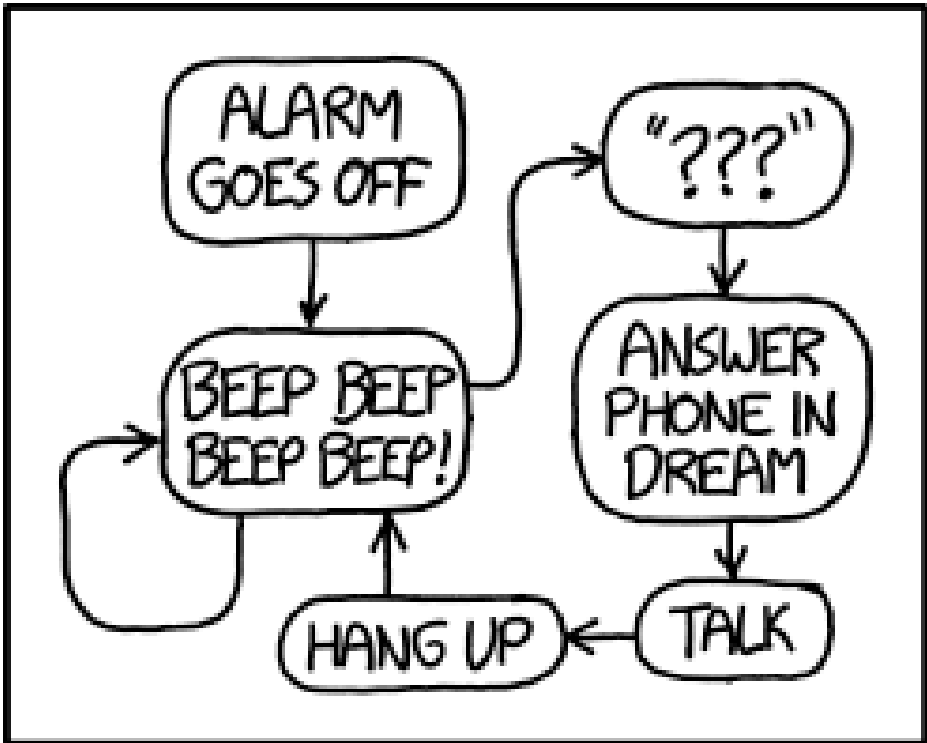 ALARM
GOES OFF
BEEP BEEP
BEEP BEEP!
"???"
ANSWER
PHONE IN
DREAM
TALK
HANG UP